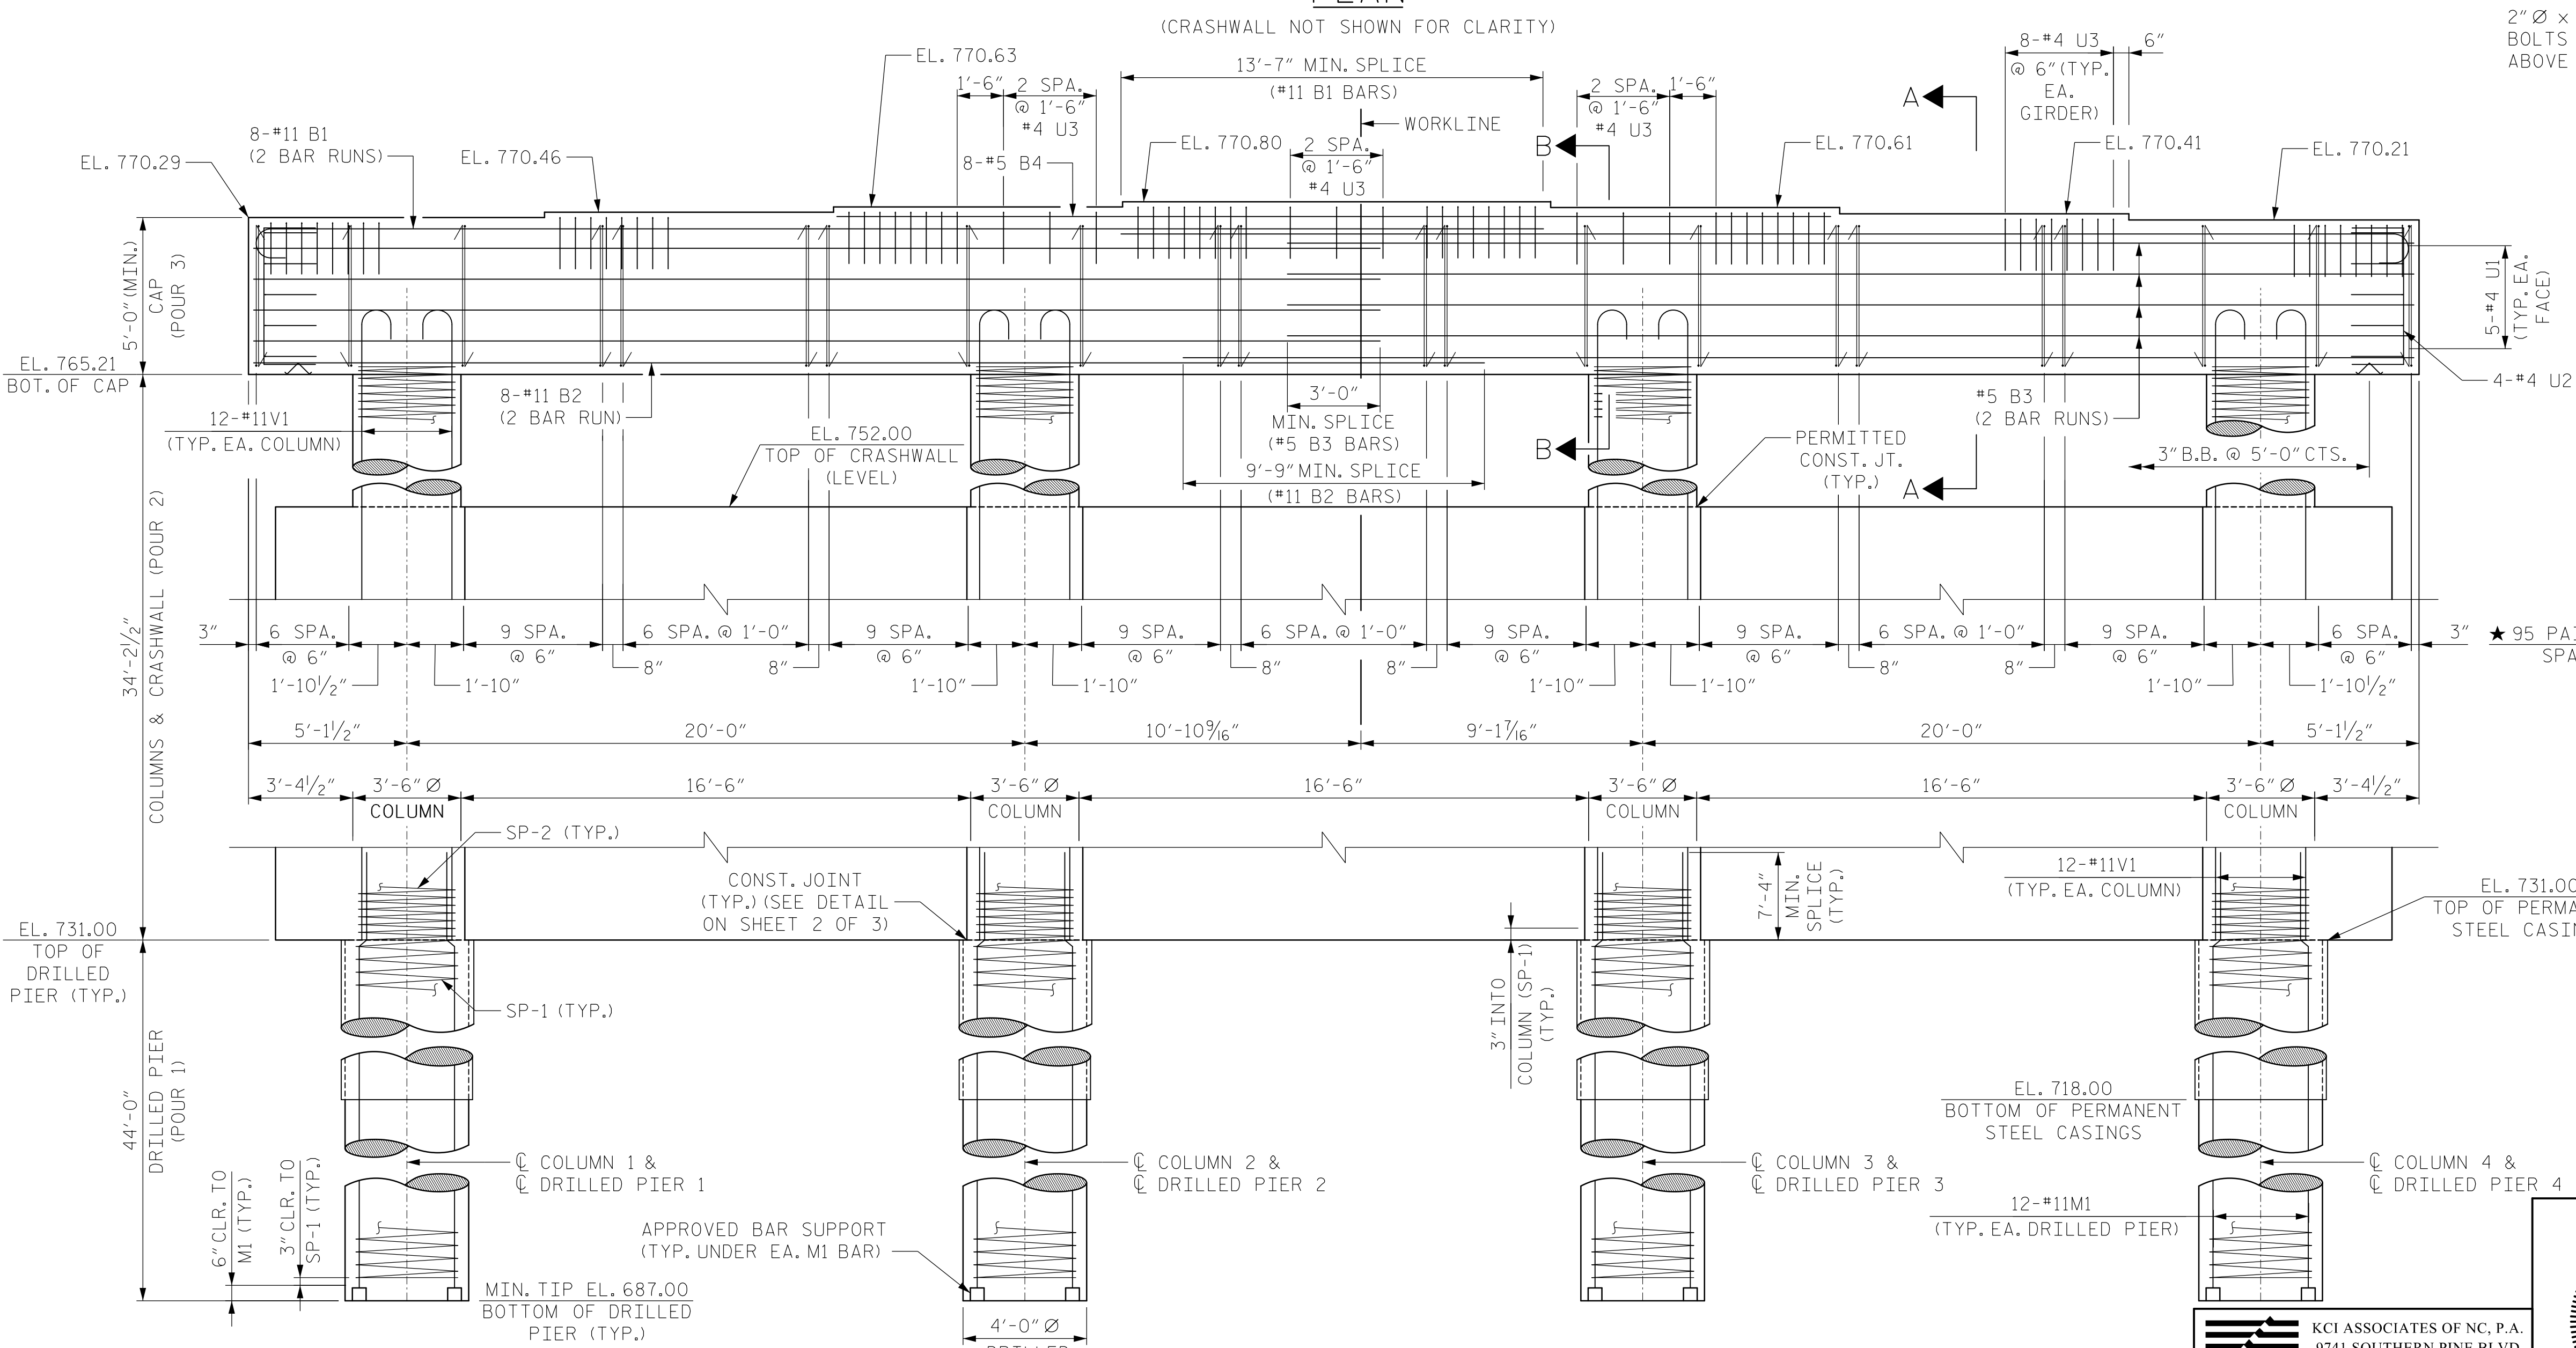 (CRASHWALL NOT SHOWN FOR CLARITY)
2"Ø x
BOLTS
ABOVE
EL. 770.63
1'-6"
2 SPA.
@ 1'-6"
#4 U3
13'-7" MIN. SPLICE
(#11 B1 BARS)
WORKLINE
2 SPA.
@ 1'-6"
#4 U3
1'-6"
8-#4 U3
6"
@ 6"(TYP.
EA.
GIRDER)
A
EL. 770.29
8-#11 B1
(2 BAR RUNS)
EL. 770.46
8-#5 B4
EL. 770.80
2 SPA.
@ 1'-6"
#4 U3
B
EL. 770.61
EL. 770.41
EL. 770.21
5'-0"(MIN.)
CAP
(POUR 3)
5-#4 U1
(TYP. EA.
FACE)
EL. 765.21
BOT. OF CAP
12-#11V1
(TYP. EA. COLUMN)
8-#11 B2
(2 BAR RUN)
EL. 752.00
TOP OF CRASHWALL
(LEVEL)
3'-0"
MIN. SPLICE
(#5 B3 BARS)
9'-9"MIN. SPLICE
(#11 B2 BARS)
B
PERMITTED
CONST. JT.
(TYP.)
A
#5 B3
(2 BAR RUNS)
3"B.B. @ 5'-0"CTS.
4-#4 U2
34'-2½"
COLUMNS & CRASHWALL (POUR 2)
3"
6 SPA.
@ 6"
9 SPA.
@ 6"
6 SPA. @ 1'-0"
9 SPA.
@ 6"
9 SPA.
@ 6"
6 SPA. @ 1'-0"
9 SPA.
@ 6"
9 SPA.
@ 6"
6 SPA. @ 1'-0"
9 SPA.
@ 6"
6 SPA.
@ 6"
3"
★ 95 PAI
SPA
1'-10½"
1'-10"
8"
8"
1'-10"
1'-10"
8"
8"
1'-10"
1'-10"
8"
8"
1'-10"
1'-10½"
5'-1½"
20'-0"
10'-10⁹⁄₁₆"
9'-1⁷⁄₁₆"
20'-0"
5'-1½"
3'-4½"
3'-6"Ø
COLUMN
16'-6"
3'-6"Ø
COLUMN
16'-6"
3'-6"Ø
COLUMN
16'-6"
3'-6"Ø
COLUMN
3'-4½"
SP-2 (TYP.)
CONST. JOINT
(TYP.)(SEE DETAIL
ON SHEET 2 OF 3)
7'-4"
MIN.
SPLICE
(TYP.)
12-#11V1
(TYP. EA. COLUMN)
EL. 731.00
TOP OF PERMA
STEEL CASIN
EL. 731.00
TOP OF
DRILLED
PIER (TYP.)
SP-1 (TYP.)
3" INTO
COLUMN (SP-1)
(TYP.)
44'-0"
DRILLED PIER
(POUR 1)
EL. 718.00
BOTTOM OF PERMANENT
STEEL CASINGS
℄ COLUMN 1 &
℄ DRILLED PIER 1
℄ COLUMN 2 &
℄ DRILLED PIER 2
℄ COLUMN 3 &
℄ DRILLED PIER 3
℄ COLUMN 4 &
℄ DRILLED PIER 4
6"CLR. TO
M1 (TYP.)
3"CLR. TO
SP-1 (TYP.)
APPROVED BAR SUPPORT
(TYP. UNDER EA. M1 BAR)
12-#11M1
(TYP. EA. DRILLED PIER)
MIN. TIP EL. 687.00
BOTTOM OF DRILLED
PIER (TYP.)
4'-0"Ø
KCI ASSOCIATES OF NC, P.A.